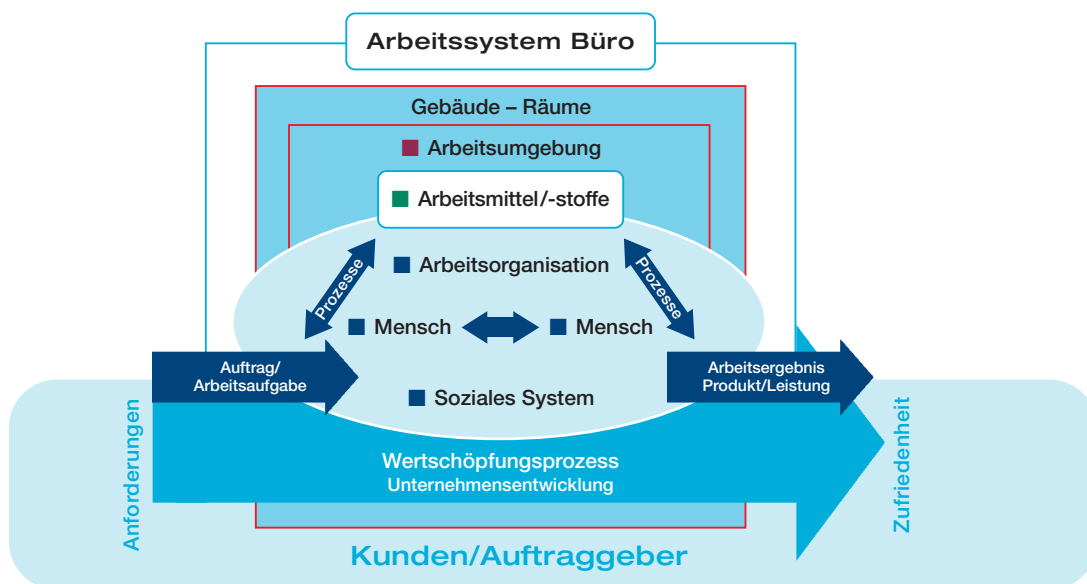 Arbeitssystem Büro
Gebäude – Räume
Arbeitsumgebung
Arbeitsmittel/-stoffe
Prozesse
Arbeitsorganisation
Prozesse
Mensch
Mensch
Auftrag/
Arbeitsaufgabe
Arbeitsergebnis
Produkt/Leistung
Soziales System
Anforderungen
Wertschöpfungsprozess
Unternehmensentwicklung
Zufriedenheit
Kunden/Auftraggeber